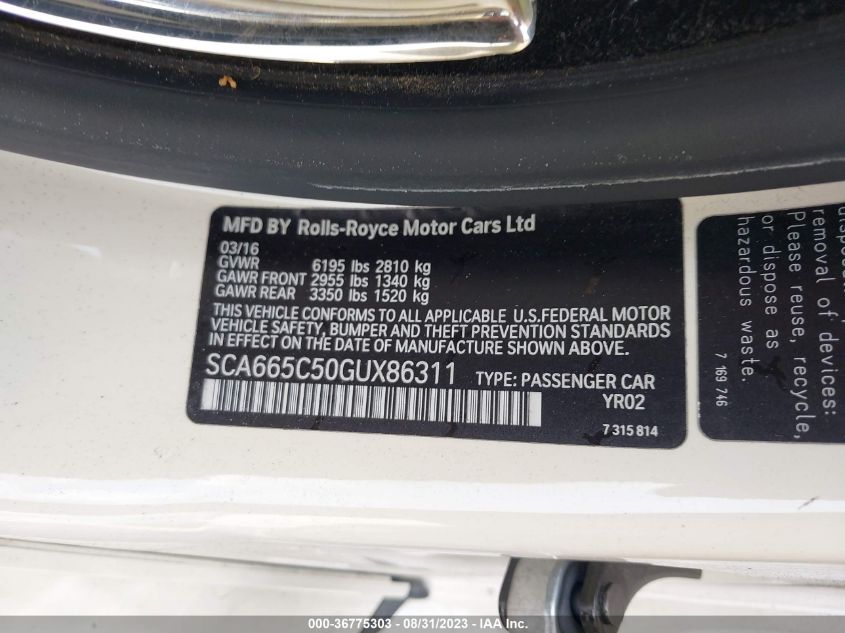 MFD BY Rolls-Royce Motor Cars Ltd
03/16
GVWR 6195 lbs 2810 kg
GAWR FRONT 2955 lbs 1340 kg
GAWR REAR 3350 lbs 1520 kg
THIS VEHICLE CONFORMS TO ALL APPLICABLE U.S.FEDERAL MOTOR
VEHICLE SAFETY, BUMPER AND THEFT PREVENTION STANDARDS
IN EFFECT ON THE DATE OF MANUFACTURE SHOWN ABOVE.
SCA665C50GUX86311 TYPE: PASSENGER CAR
YR02
7 315 814
removal of devices:
Please reuse, recycle,
or dispose as
hazardous waste.
7 169 746
000-36775303 - 08/31/2023 - IAA Inc.